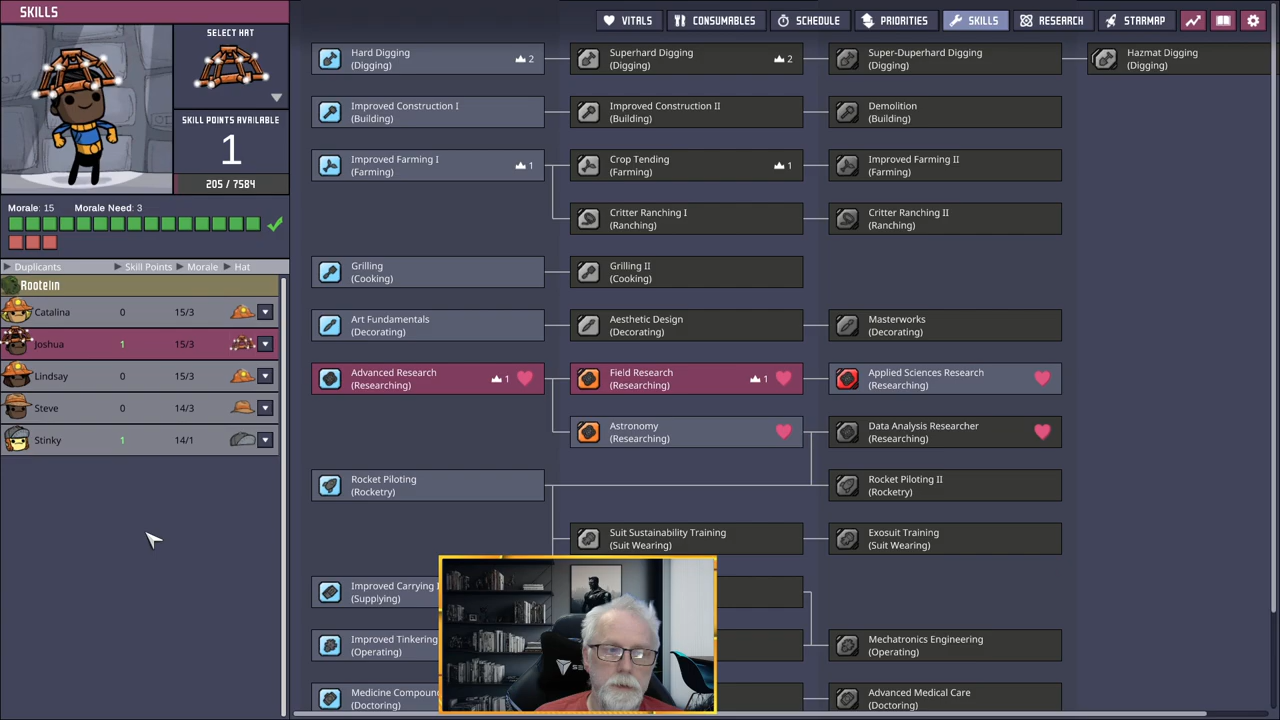 SKILLS
VITALS
CONSUMABLES
SCHEDULE
PRIORITIES
SKILLS
RESEARCH
STARMAP
SELECT HAT
SKILL POINTS AVAILABLE
1
205 / 7584
Morale: 15
Morale Need: 3
Duplicants
Skill Points
Morale
Hat
Rootelin
Catalina 0 15/3
Joshua 1 15/3
Lindsay 0 15/3
Steve 0 14/3
Stinky 1 14/1
Hard Digging
(Digging)
2
Superhard Digging
(Digging)
2
Super-Duperhard Digging
(Digging)
Hazmat Digging
(Digging)
Improved Construction I
(Building)
Improved Construction II
(Building)
Demolition
(Building)
Improved Farming I
(Farming)
1
Crop Tending
(Farming)
1
Improved Farming II
(Farming)
Critter Ranching I
(Ranching)
Critter Ranching II
(Ranching)
Grilling
(Cooking)
Grilling II
(Cooking)
Art Fundamentals
(Decorating)
Aesthetic Design
(Decorating)
Masterworks
(Decorating)
Advanced Research
(Researching)
1
Field Research
(Researching)
1
Applied Sciences Research
(Researching)
Astronomy
(Researching)
Data Analysis Researcher
(Researching)
Rocket Piloting
(Rocketry)
Rocket Piloting II
(Rocketry)
Suit Sustainability Training
(Suit Wearing)
Exosuit Training
(Suit Wearing)
Improved Carrying
(Supplying)
Improved Tinkering
(Operating)
Mechatronics Engineering
(Operating)
Medicine Compoun
(Doctoring)
Advanced Medical Care
(Doctoring)